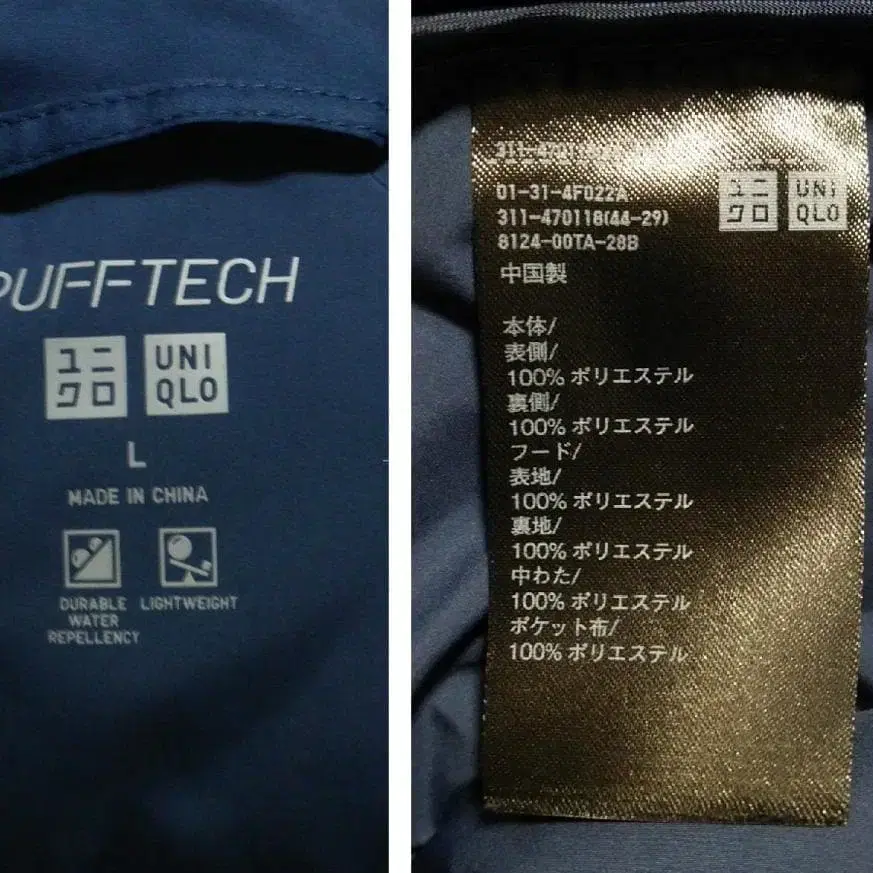 PUFFTECH
ユニクロ
UNIQLO
L
MADE IN CHINA
DURABLE WATER REPELLENCY
LIGHTWEIGHT
01-31-4F022A
311-470118(44-29)
8124-00TA-28B
ユニクロ
UNIQLO
中国製
本体/
表側/
100% ポリエステル
裏側/
100% ポリエステル
フード/
表地/
100% ポリエステル
裏地/
100% ポリエステル
中わた/
100% ポリエステル
ポケット布/
100% ポリエステル